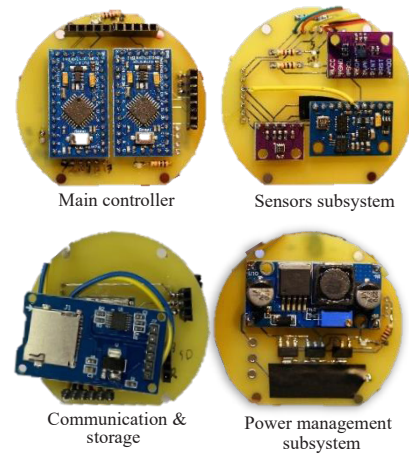 Main controller
Sensors subsystem
Communication &
storage
Power management
subsystem